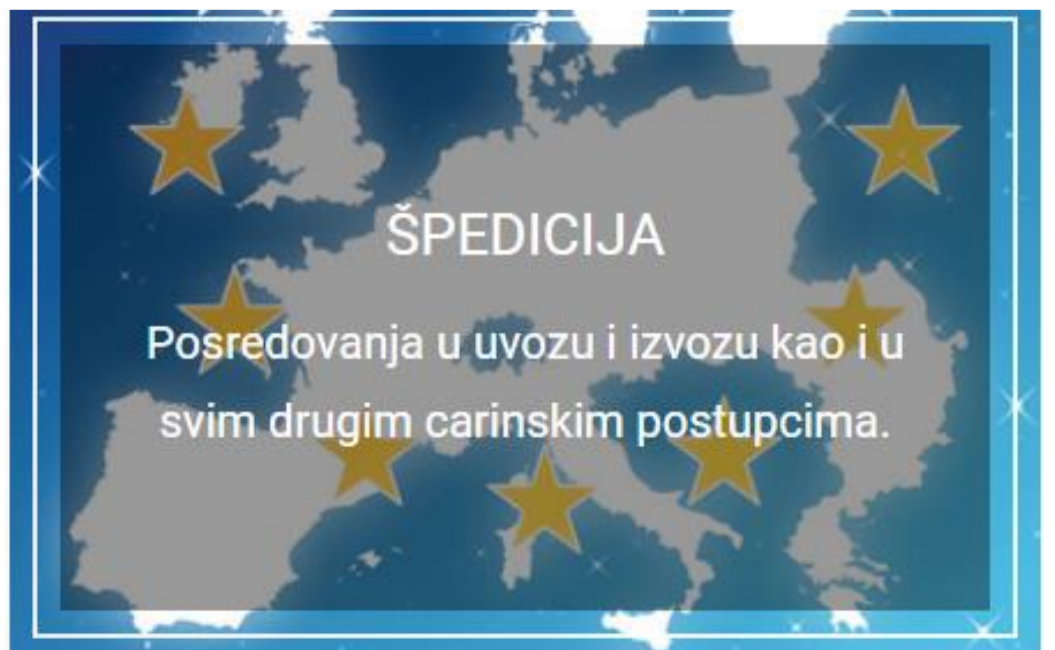 ŠPEDICIJA
Posredovanja u uvozu i izvozu kao i u
svim drugim carinskim postupcima.